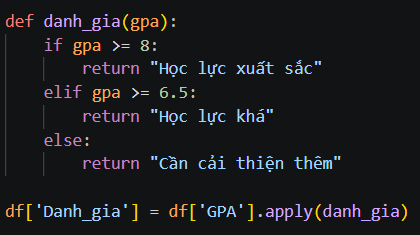 def danh_gia(gpa):
    if gpa >= 8:
        return "Học lực xuất sắc"
    elif gpa >= 6.5:
        return "Học lực khá"
    else:
        return "Cần cải thiện thêm"
df['Danh_gia'] = df['GPA'].apply(danh_gia)